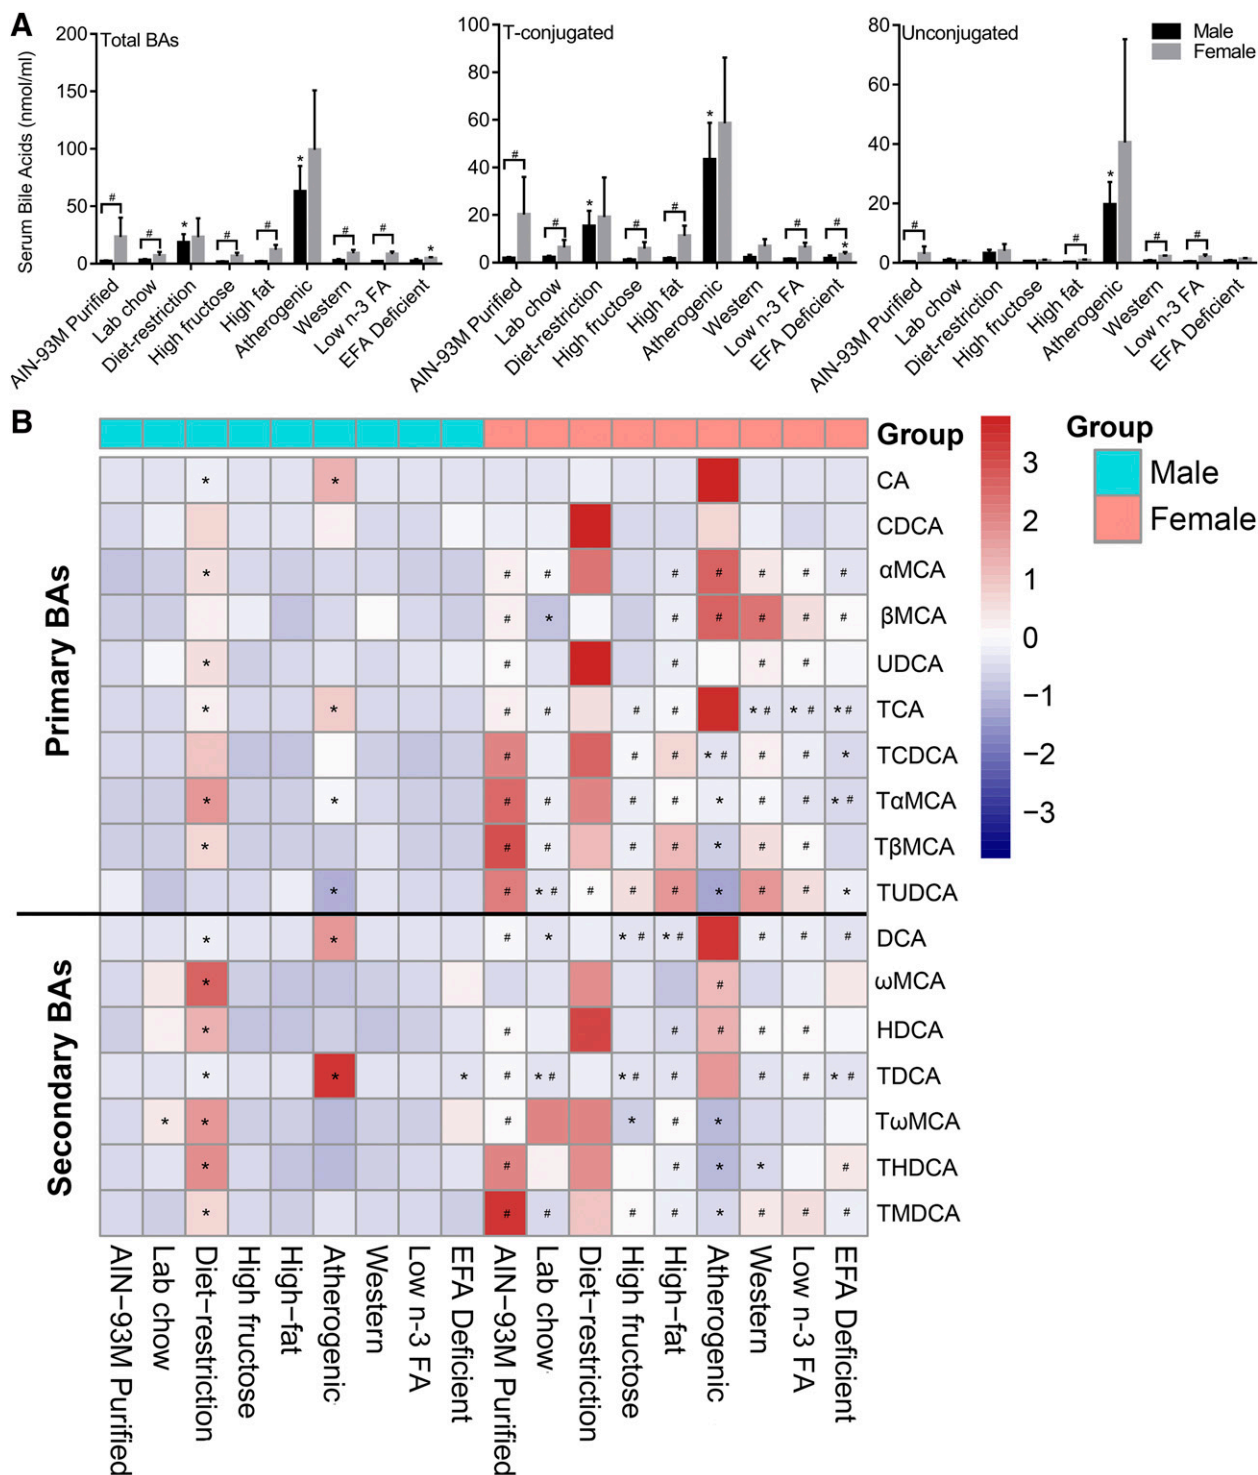 A
Total BAs
T-conjugated
Unconjugated
Male
Female
Serum Bile Acids (nmol/ml)
200
150
100
50
0
100
80
60
40
20
0
80
60
40
20
0
# # * # # * # # *
# # * # # * # # *
# # * # #
AIN-93M Purified
Lab chow
Diet-restriction
High fructose
High fat
Atherogenic
Western
Low n-3 FA
EFA Deficient
AIN-93M Purified
Lab chow
Diet-restriction
High fructose
High fat
Atherogenic
Western
Low n-3 FA
EFA Deficient
AIN-93M Purified
Lab chow
Diet-restriction
High fructose
High fat
Atherogenic
Western
Low n-3 FA
EFA Deficient
B
Group
Group
Male
Female
3
2
1
0
−1
−2
−3
Primary BAs
Secondary BAs
* * CA
CDCA
* # # # # # # # αMCA
# * # # # # # βMCA
* # # # # UDCA
* * # # # # * # * # * # TCA
# # # * # # # * TCDCA
* * # # # # * # # * # TαMCA
* # # # # * # # TβMCA
* # * # # # # * # # * TUDCA
* * # * * # * # # # # DCA
* # ωMCA
* # # # # # HDCA
* * * # * # * # # # # * # TDCA
* * # * # * TωMCA
* # # * * # THDCA
* # # # # * # # # TMDCA
AIN−93M Purified
Lab chow
Diet−restriction
High fructose
High−fat
Atherogenic
Western
Low n-3 FA
EFA Deficient
AIN−93M Purified
Lab chow
Diet−restriction
High fructose
High−fat
Atherogenic
Western
Low n-3 FA
EFA Deficient